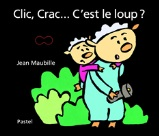 Clic, Crac... C'est le loup ?
Jean Maubille
Pastel